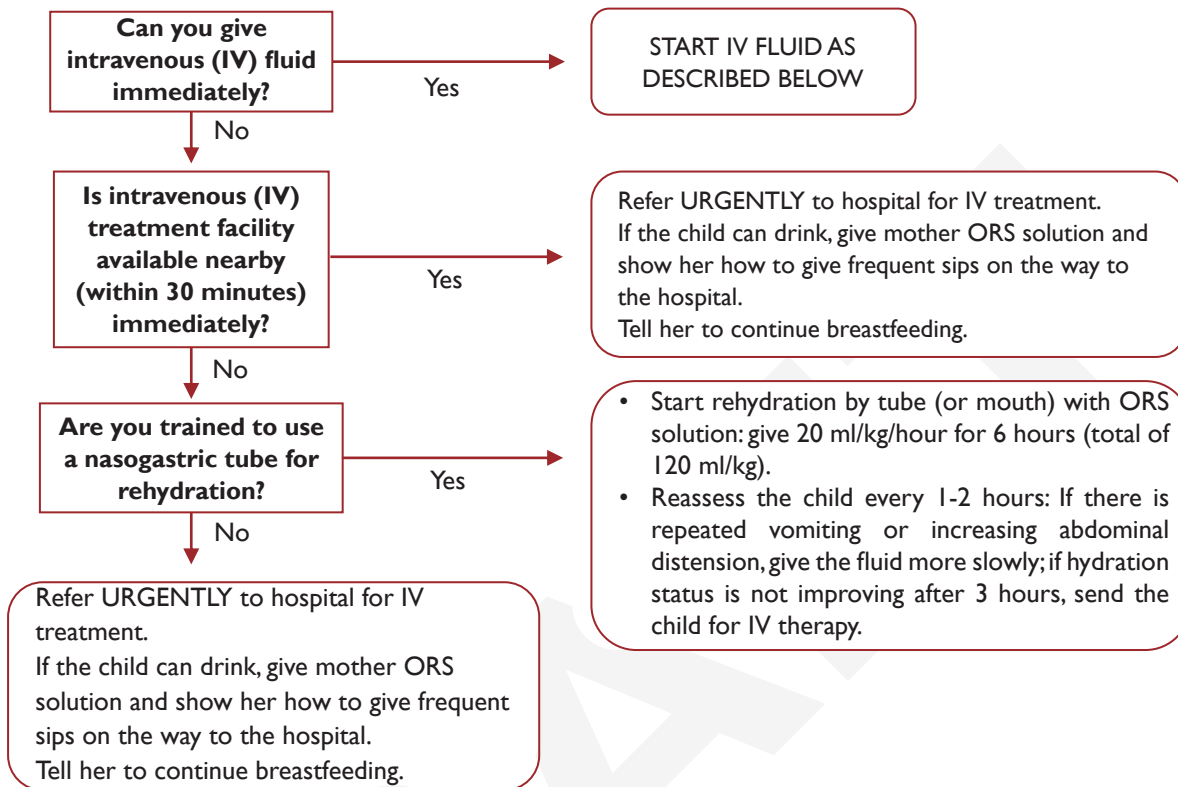 Can you give
intravenous (IV) fluid
immediately?
Yes
START IV FLUID AS
DESCRIBED BELOW
No
Is intravenous (IV)
treatment facility
available nearby
(within 30 minutes)
immediately?
Yes
Refer URGENTLY to hospital for IV treatment.
If the child can drink, give mother ORS solution and
show her how to give frequent sips on the way to
the hospital.
Tell her to continue breastfeeding.
No
Are you trained to use
a nasogastric tube for
rehydration?
Yes
• Start rehydration by tube (or mouth) with ORS
solution: give 20 ml/kg/hour for 6 hours (total of
120 ml/kg).
• Reassess the child every 1-2 hours: If there is
repeated vomiting or increasing abdominal
distension, give the fluid more slowly; if hydration
status is not improving after 3 hours, send the
child for IV therapy.
No
Refer URGENTLY to hospital for IV
treatment.
If the child can drink, give mother ORS
solution and show her how to give frequent
sips on the way to the hospital.
Tell her to continue breastfeeding.